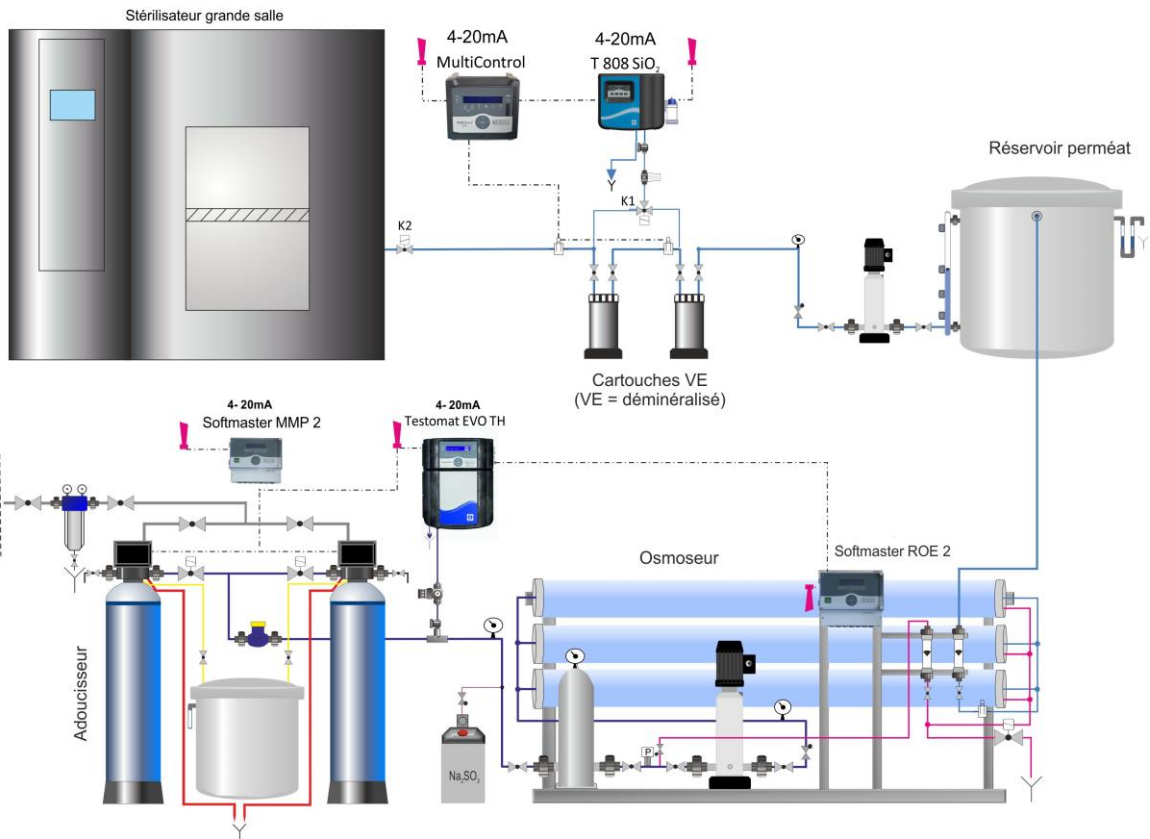 Stérilisateur grande salle
4-20mA
MultiControl
4-20mA
T 808 SiO₂
Réservoir perméat
K1
K2
Y
Cartouches VE
(VE = déminéralisé)
4- 20mA
Softmaster MMP 2
4- 20mA
Testomat EVO TH
Osmoseur
Softmaster ROE 2
Adoucisseur
P
Na₂SO₃